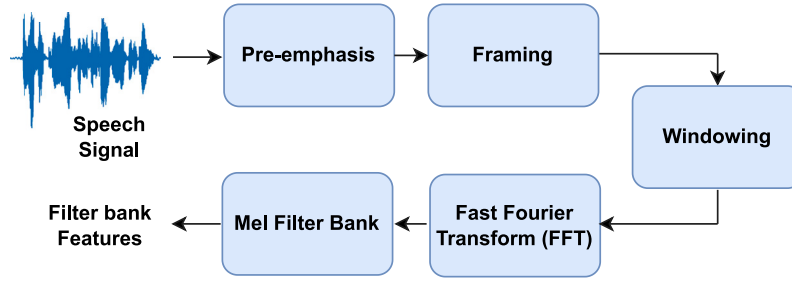 Speech
Signal
Pre-emphasis
Framing
Windowing
Fast Fourier
Transform (FFT)
Mel Filter Bank
Filter bank
Features